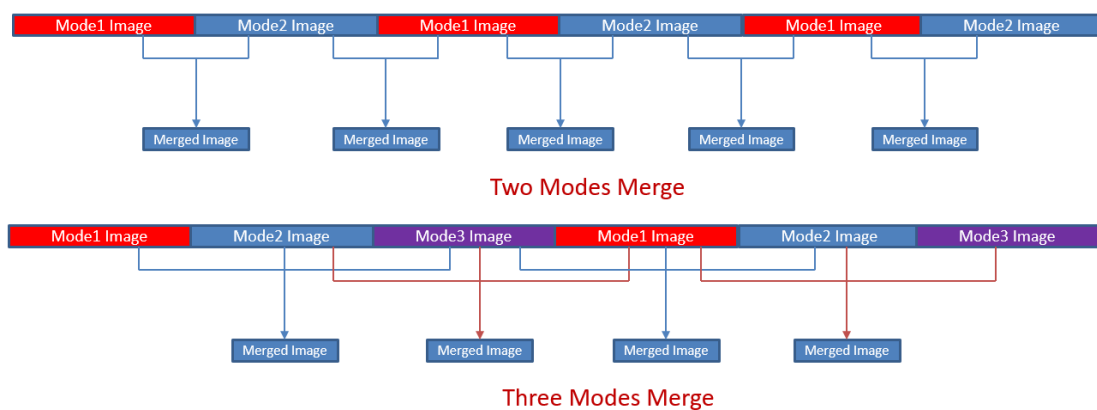 Mode1 Image Mode2 Image Mode1 Image Mode2 Image Mode1 Image Mode2 Image
Merged Image Merged Image Merged Image Merged Image Merged Image
Two Modes Merge
Mode1 Image Mode2 Image Mode3 Image Mode1 Image Mode2 Image Mode3 Image
Merged Image Merged Image Merged Image Merged Image
Three Modes Merge